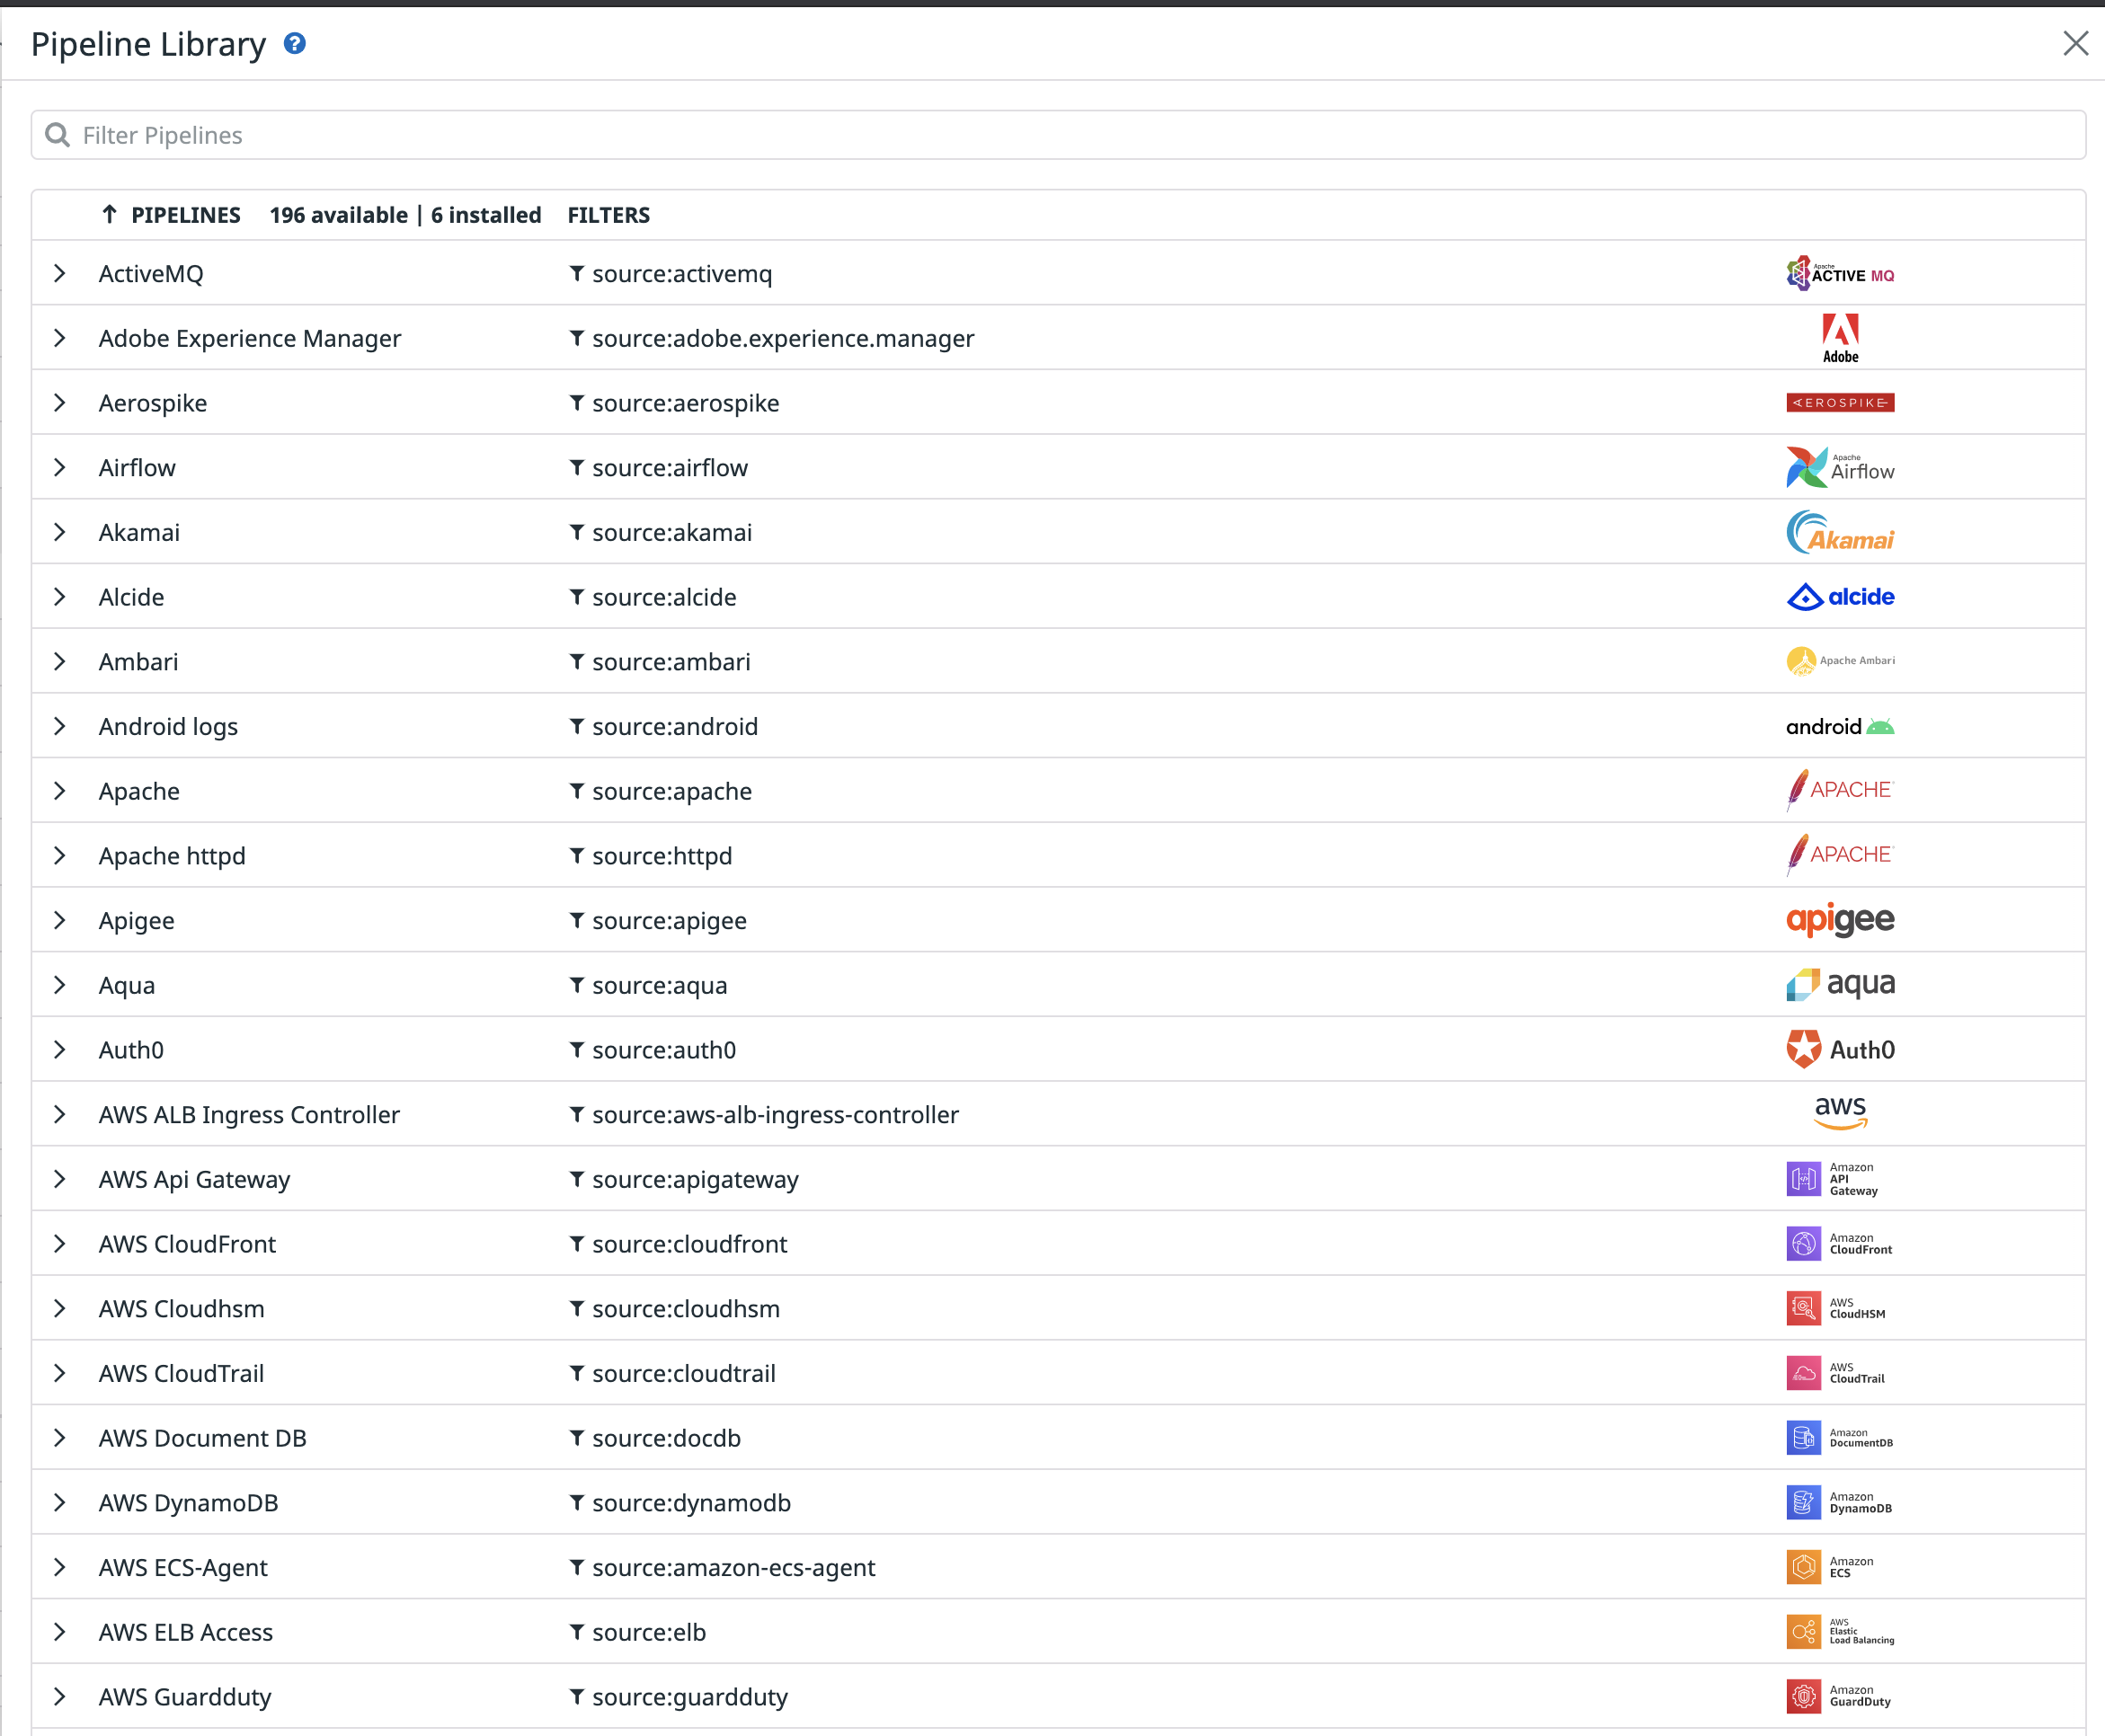 Pipeline Library ?
Filter Pipelines
PIPELINES 196 available | 6 installed FILTERS
ActiveMQ source:activemq Apache ACTIVE MQ
Adobe Experience Manager source:adobe.experience.manager Adobe
Aerospike source:aerospike AEROSPIKE
Airflow source:airflow Apache Airflow
Akamai source:akamai Akamai
Alcide source:alcide alcide
Ambari source:ambari Apache Ambari
Android logs source:android android
Apache source:apache APACHE
Apache httpd source:httpd APACHE
Apigee source:apigee apigee
Aqua source:aqua aqua
Auth0 source:auth0 Auth0
AWS ALB Ingress Controller source:aws-alb-ingress-controller aws
AWS Api Gateway source:apigateway Amazon API Gateway
AWS CloudFront source:cloudfront Amazon CloudFront
AWS Cloudhsm source:cloudhsm AWS CloudHSM
AWS CloudTrail source:cloudtrail AWS CloudTrail
AWS Document DB source:docdb Amazon DocumentDB
AWS DynamoDB source:dynamodb Amazon DynamoDB
AWS ECS-Agent source:amazon-ecs-agent Amazon ECS
AWS ELB Access source:elb AWS Elastic Load Balancing
AWS Guardduty source:guardduty Amazon GuardDuty